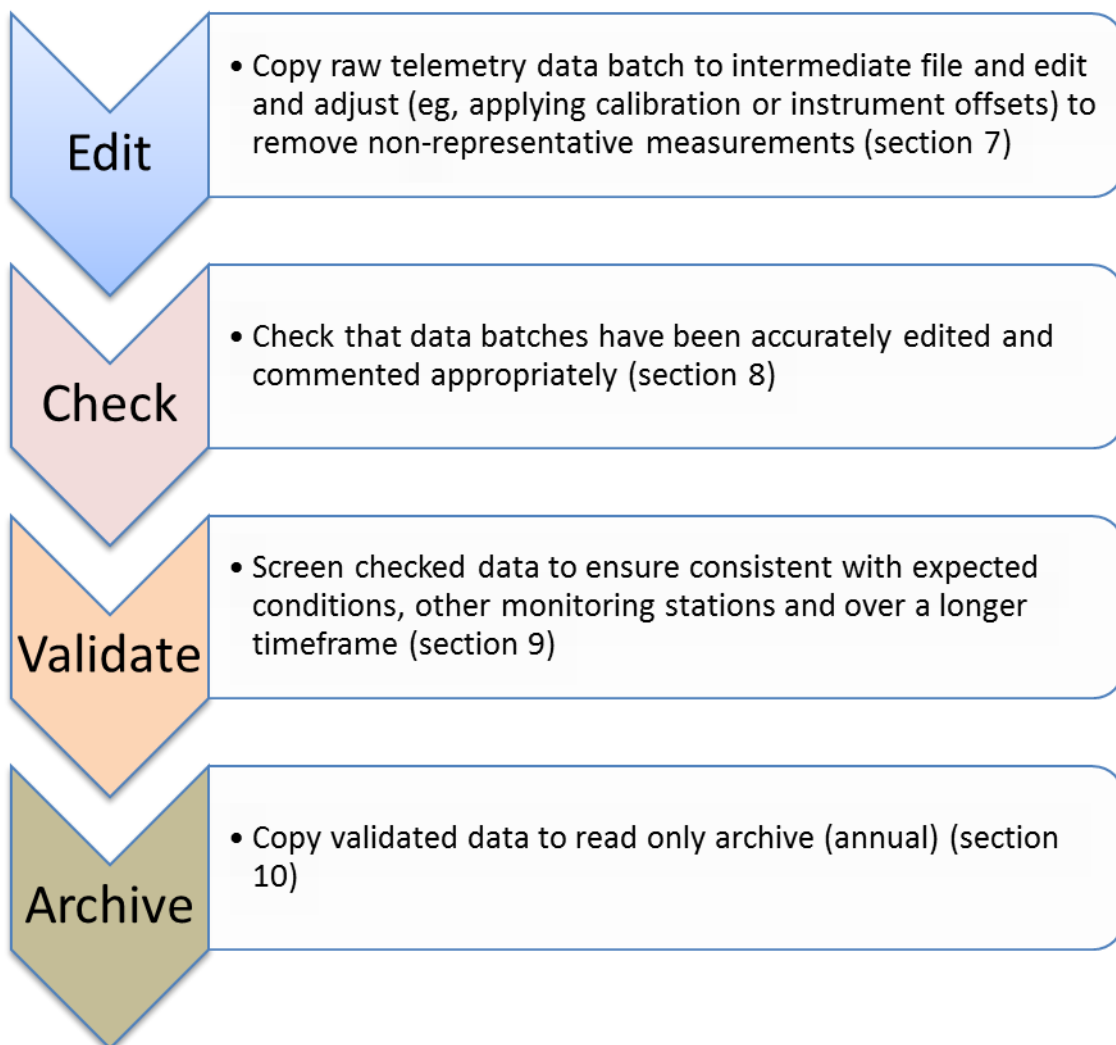 Edit
• Copy raw telemetry data batch to intermediate file and edit
and adjust (eg, applying calibration or instrument offsets) to
remove non-representative measurements (section 7)
Check
• Check that data batches have been accurately edited and
commented appropriately (section 8)
Validate
• Screen checked data to ensure consistent with expected
conditions, other monitoring stations and over a longer
timeframe (section 9)
Archive
• Copy validated data to read only archive (annual) (section
10)